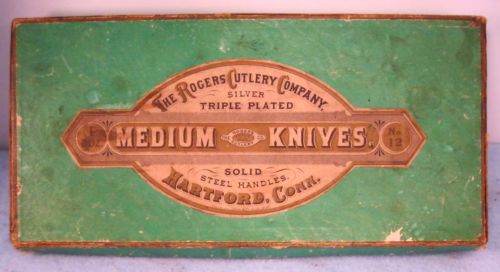 THE ROGERS CUTLERY COMPANY.
SILVER
TRIPLE PLATED
MEDIUM KNIVES.
No
12
SOLID
STEEL HANDLES.
HARTFORD, CONN.